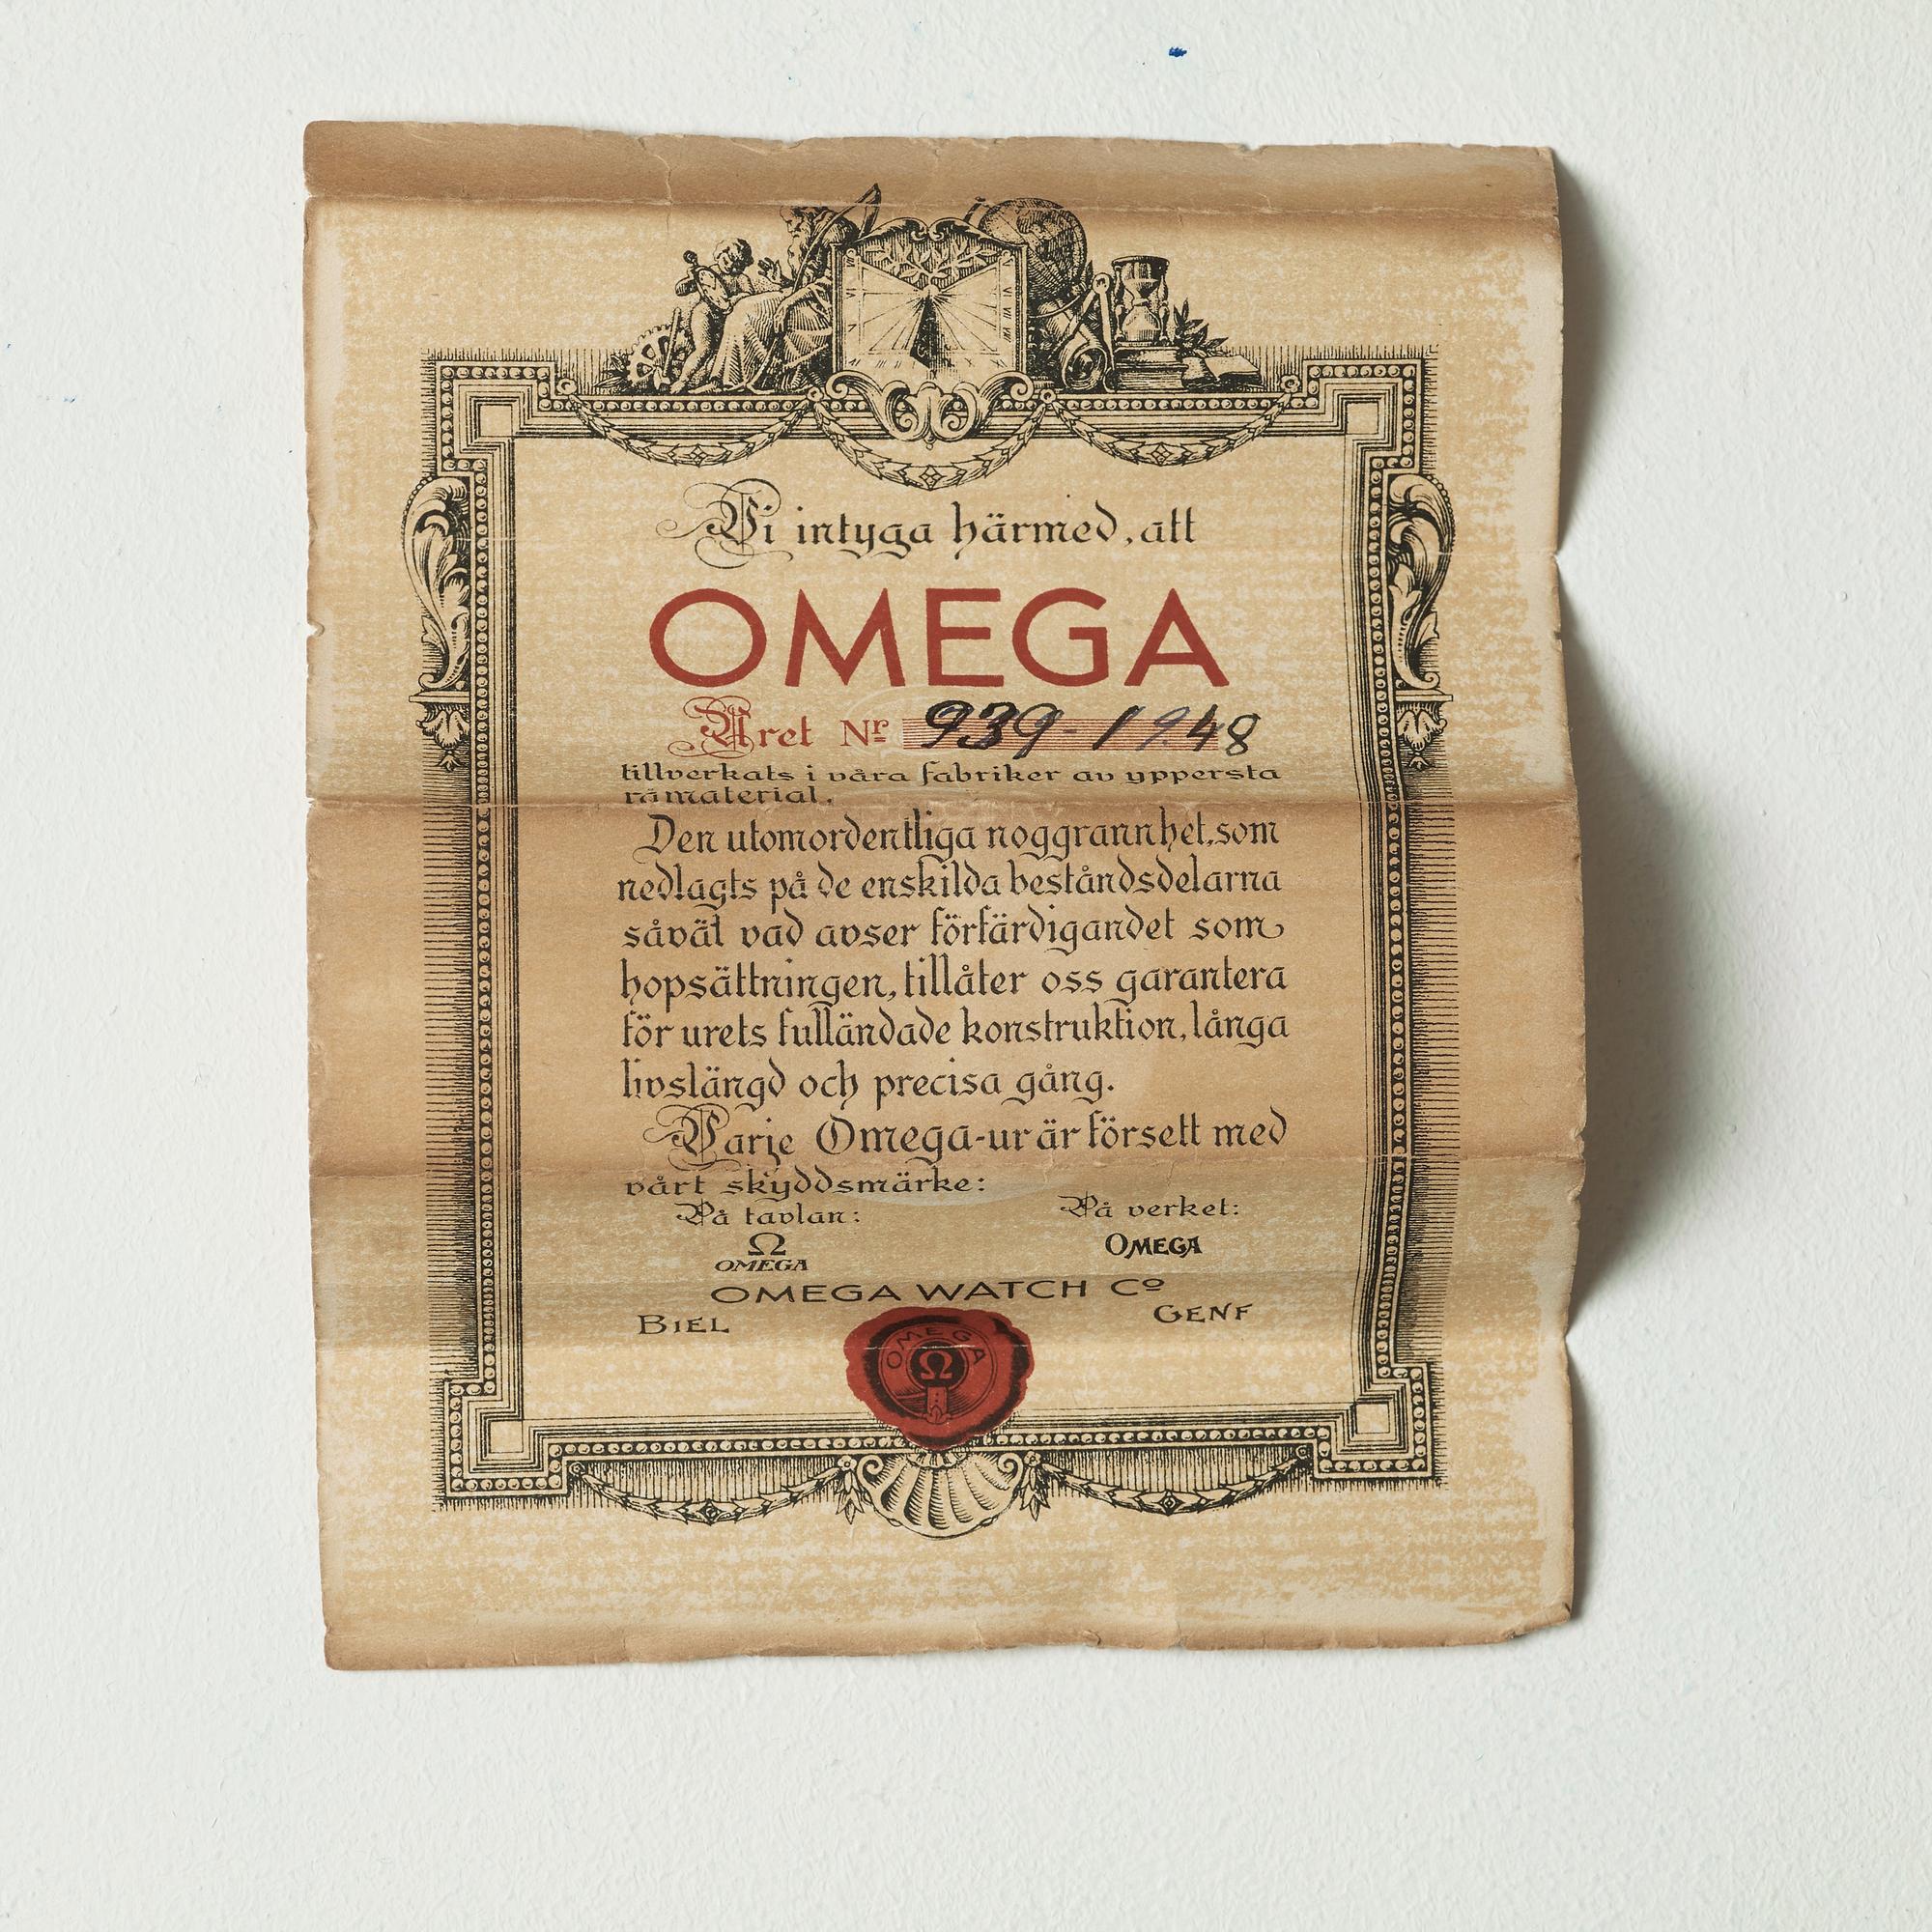 Vi intyga härmed, att
OMEGA
Uret Nr 939-1948
tillverkats i våra fabriker av yppersta
råmaterial.
Den utomordentliga noggrannhet, som
nedlagts på de enskilda beståndsdelarna
såväl vad avser förfärdigandet som
hopsättningen, tillåter oss garantera
för urets fulländade konstruktion, långa
livslängd och precisa gång.
Varje Omega-ur är försett med
vårt skyddsmärke:
På tavlan: På verket:
Ω OMEGA
OMEGA
OMEGA WATCH Cº
BIEL GENF
OMEGA
Ω